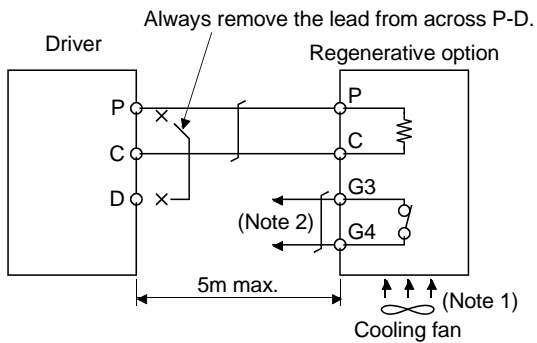 Always remove the lead from across P-D.
Driver
Regenerative option
P
P
C
C
D
G3
(Note 2)
G4
5m max.
(Note 1)
Cooling fan